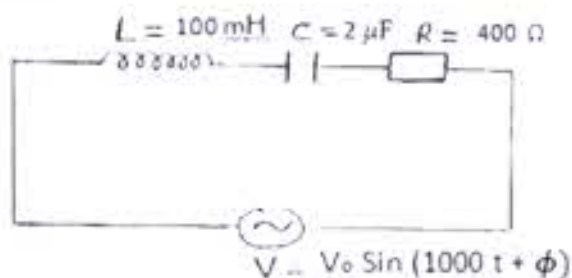 L = 100 mH C = 2 μF R = 400 Ω
V = V₀ Sin (1000 t + ϕ)